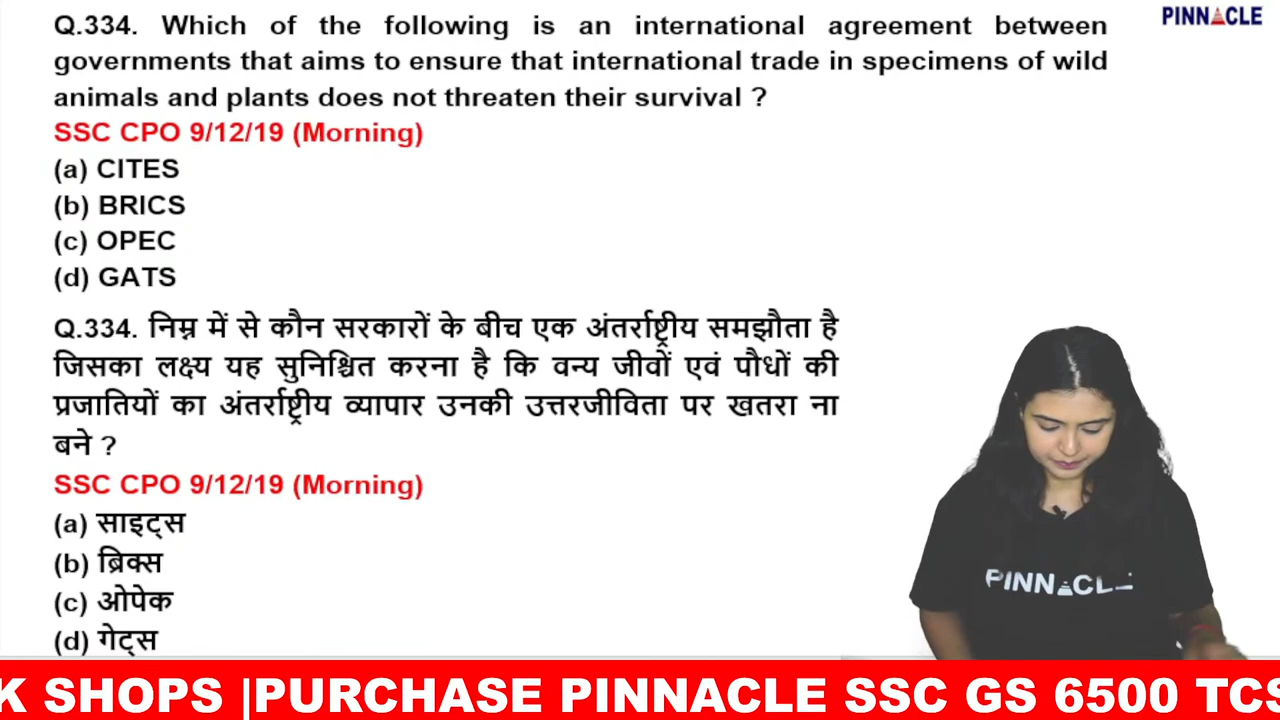 Q.334. Which of the following is an international agreement between
governments that aims to ensure that international trade in specimens of wild
animals and plants does not threaten their survival ?
SSC CPO 9/12/19 (Morning)
(a) CITES
(b) BRICS
(c) OPEC
(d) GATS
Q.334. निम्न में से कौन सरकारों के बीच एक अंतर्राष्ट्रीय समझौता है
जिसका लक्ष्य यह सुनिश्चित करना है कि वन्य जीवों एवं पौधों की
प्रजातियों का अंतर्राष्ट्रीय व्यापार उनकी उत्तरजीविता पर खतरा ना
बने ?
SSC CPO 9/12/19 (Morning)
(a) साइट्स
(b) ब्रिक्स
(c) ओपेक
(d) गेट्स
PINNACLE
PINNACLE
K SHOPS |PURCHASE PINNACLE SSC GS 6500 TCS